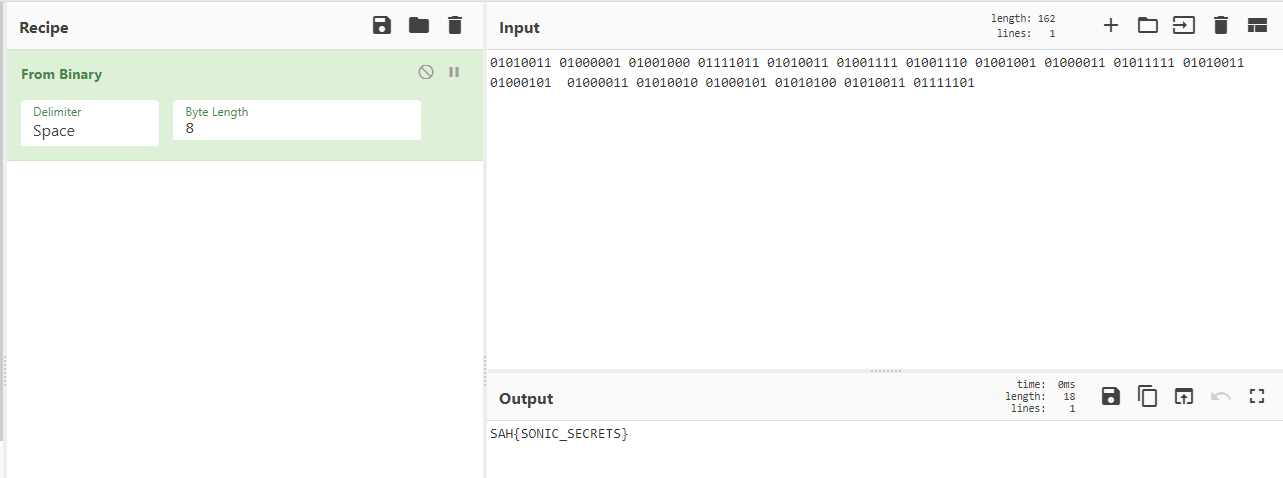 Recipe
From Binary
Delimiter
Space
Byte Length
8
Input
length: 162
lines: 1
01010011 01000001 01001000 01111011 01010011 01001111 01001110 01001001 01000011 01011111 01010011
01000101  01000011 01010010 01000101 01010100 01010011 01111101
Output
time: 0ms
length: 18
lines: 1
SAH{SONIC_SECRETS}